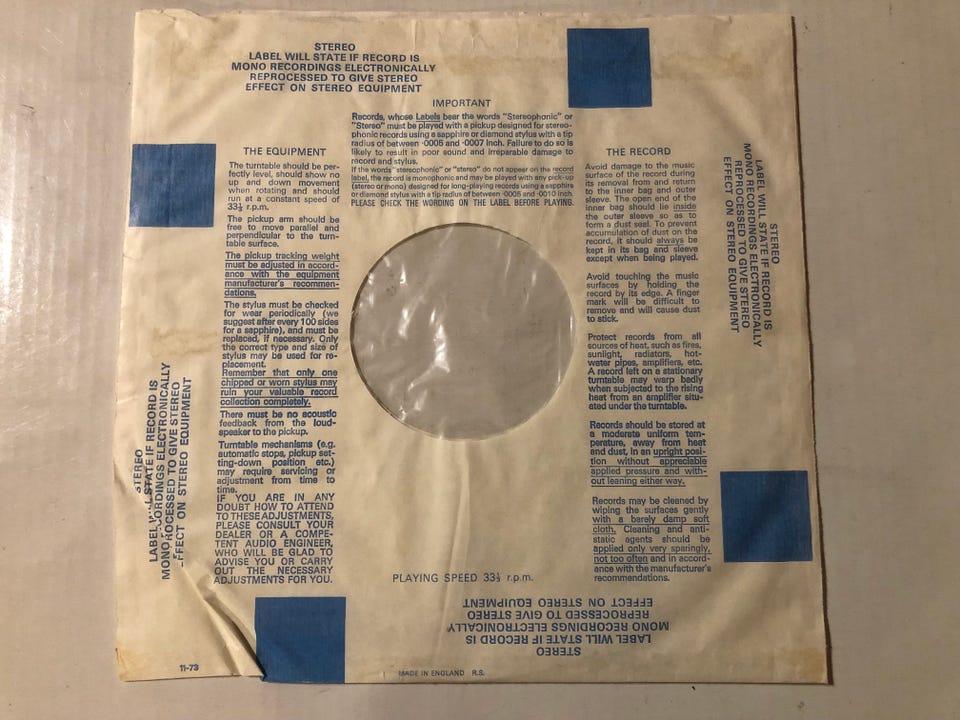 STEREO
LABEL WILL STATE IF RECORD IS
MONO RECORDINGS ELECTRONICALLY
REPROCESSED TO GIVE STEREO
EFFECT ON STEREO EQUIPMENT
IMPORTANT
Records, whose Labels bear the words "Stereophonic" or
"Stereo" must be played with a pickup designed for stereo-
phonic records using a sapphire or diamond stylus with a tip
radius of between ·0005 and ·0007 inch. Failure to do so is
likely to result in poor sound and irreparable damage to
record and stylus.
If the words "stereophonic" or "stereo" do not appear on the record
label, the record is monophonic and may be played with any pick-up
(stereo or mono) designed for long-playing records using a sapphire
or diamond stylus with a tip radius of between ·0005 and ·0010 inch.
PLEASE CHECK THE WORDING ON THE LABEL BEFORE PLAYING.
THE EQUIPMENT
The turntable should be per-
fectly level, should show no
up and down movement
when rotating and should
run at a constant speed of
33⅓ r.p.m.
The pickup arm should be
free to move parallel and
perpendicular to the turn-
table surface.
The pickup tracking weight
must be adjusted in accord-
ance with the equipment
manufacturer's recommen-
dations.
The stylus must be checked
for wear periodically (we
suggest after every 100 sides
for a sapphire), and must be
replaced, if necessary. Only
the correct type and size of
stylus may be used for re-
placement.
Remember that only one
chipped or worn stylus may
ruin your valuable record
collection completely.
There must be no acoustic
feedback from the loud-
speaker to the pickup.
Turntable mechanisms (e.g.
automatic stops, pickup set-
ting-down position etc.)
may require servicing or
adjustment from time to
time.
IF YOU ARE IN ANY
DOUBT HOW TO ATTEND
TO THESE ADJUSTMENTS,
PLEASE CONSULT YOUR
DEALER OR A COMPE-
TENT AUDIO ENGINEER,
WHO WILL BE GLAD TO
ADVISE YOU OR CARRY
OUT THE NECESSARY
ADJUSTMENTS FOR YOU.
THE RECORD
Avoid damage to the music
surface of the record during
its removal from and return
to the inner bag and outer
sleeve. The open end of the
inner bag should lie inside
the outer sleeve so as to
form a dust seal. To prevent
accumulation of dust on the
record, it should always be
kept in its bag and sleeve
except when being played.
Avoid touching the music
surfaces by holding the
record by its edge. A finger
mark will be difficult to
remove and will cause dust
to stick.
Protect records from all
sources of heat, such as fires,
sunlight, radiators, hot-
water pipes, amplifiers, etc.
A record left on a stationary
turntable may warp badly
when subjected to the rising
heat from an amplifier situ-
ated under the turntable.
Records should be stored at
a moderate uniform tem-
perature, away from heat
and dust, in an upright posi-
tion without appreciable
applied pressure and with-
out leaning either way.
Records may be cleaned by
wiping the surfaces gently
with a barely damp soft
cloth. Cleaning and anti-
static agents should be
applied only very sparingly,
not too often and in accord-
ance with the manufacturer's
recommendations.
STEREO
LABEL WILL STATE IF RECORD IS
MONO RECORDINGS ELECTRONICALLY
REPROCESSED TO GIVE STEREO
EFFECT ON STEREO EQUIPMENT
STEREO
LABEL STATE IF RECORD IS
MONO ELECTRONICALLY
TO GIVE STEREO
ON STEREO EQUIPMENT
PLAYING SPEED 33⅓ r.p.m.
STEREO
LABEL WILL STATE IF RECORD IS
MONO RECORDINGS ELECTRONICALLY
REPROCESSED TO GIVE STEREO
EFFECT ON STEREO EQUIPMENT
11-73
MADE IN ENGLAND R.S.